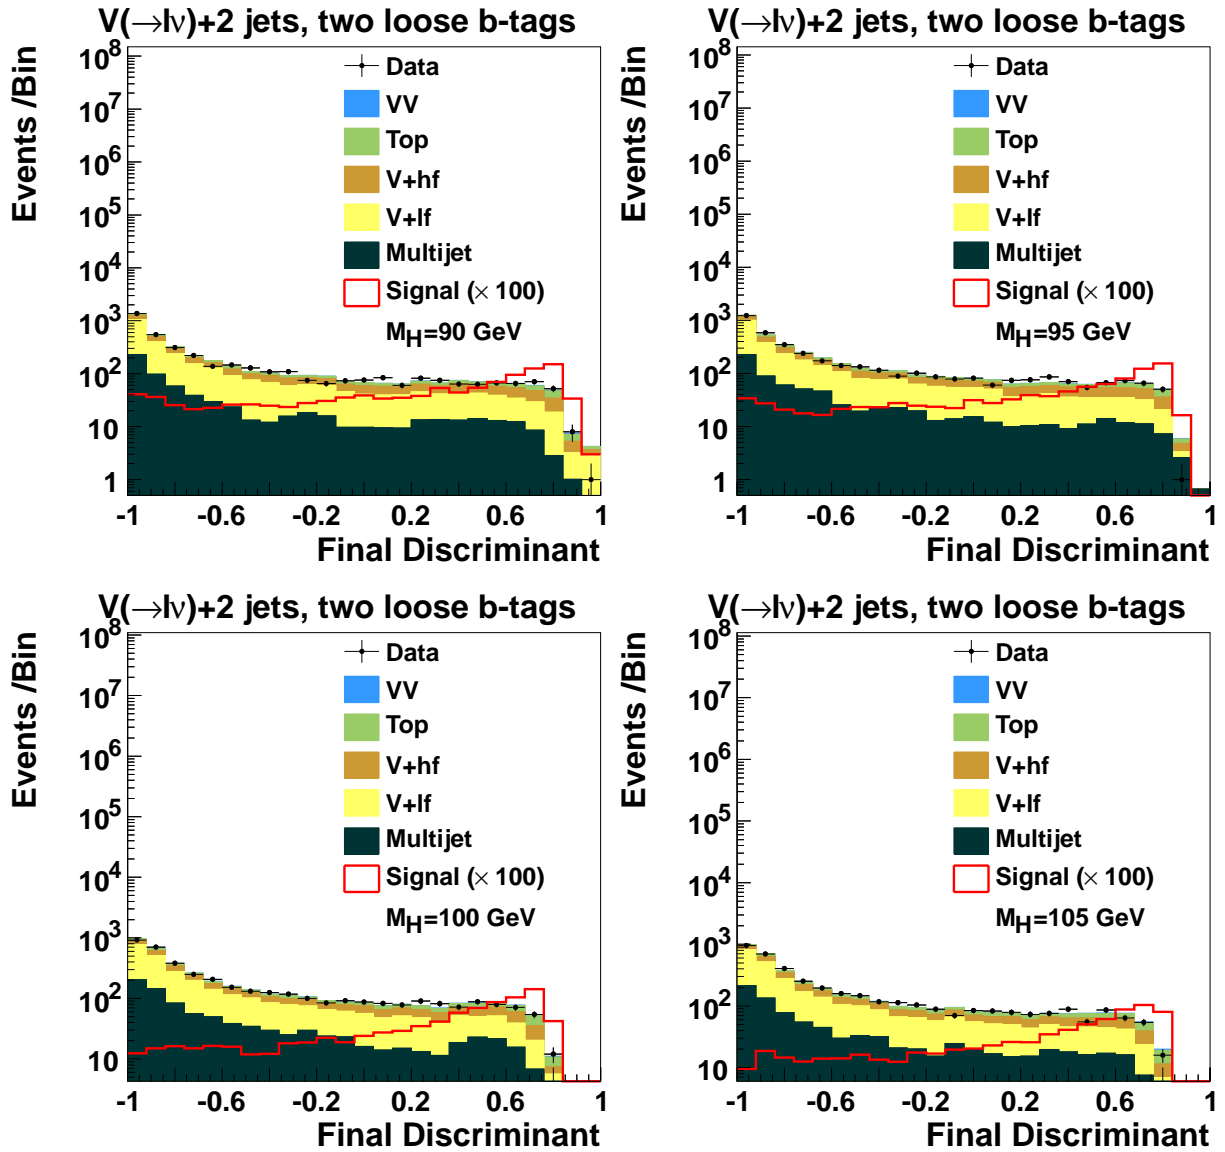 V(→lν)+2 jets, two loose b-tags
Events /Bin
10^8
10^7
10^6
10^5
10^4
10^3
10^2
10
1
Data
VV
Top
V+hf
V+lf
Multijet
Signal (× 100)
M_H=90 GeV
-1 -0.6 -0.2 0.2 0.6 1
Final Discriminant
V(→lν)+2 jets, two loose b-tags
Events /Bin
10^8
10^7
10^6
10^5
10^4
10^3
10^2
10
1
Data
VV
Top
V+hf
V+lf
Multijet
Signal (× 100)
M_H=95 GeV
-1 -0.6 -0.2 0.2 0.6 1
Final Discriminant
V(→lν)+2 jets, two loose b-tags
Events /Bin
10^8
10^7
10^6
10^5
10^4
10^3
10^2
10
Data
VV
Top
V+hf
V+lf
Multijet
Signal (× 100)
M_H=100 GeV
-1 -0.6 -0.2 0.2 0.6 1
Final Discriminant
V(→lν)+2 jets, two loose b-tags
Events /Bin
10^8
10^7
10^6
10^5
10^4
10^3
10^2
10
Data
VV
Top
V+hf
V+lf
Multijet
Signal (× 100)
M_H=105 GeV
-1 -0.6 -0.2 0.2 0.6 1
Final Discriminant